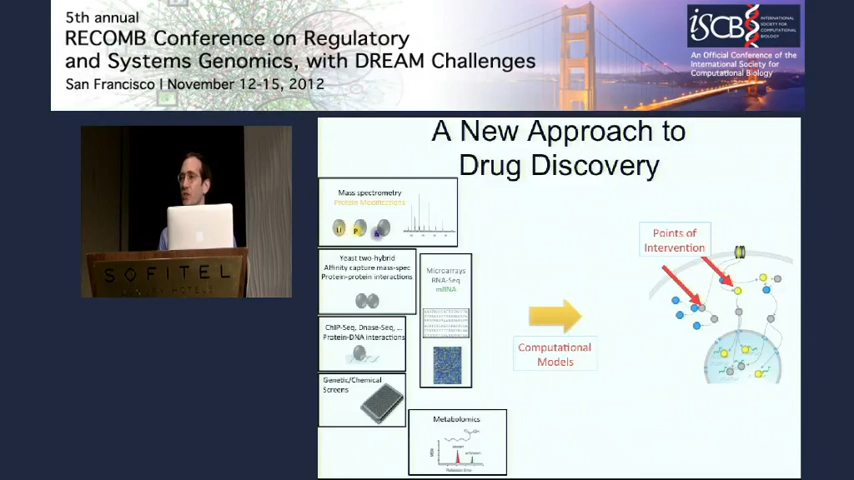 5th annual
RECOMB Conference on Regulatory
and Systems Genomics, with DREAM Challenges
San Francisco | November 12-15, 2012
iSCB
INTERNATIONAL
SOCIETY FOR
COMPUTATIONAL
BIOLOGY
An Official Conference of the
International Society for
Computational Biology
SOFITEL
A New Approach to
Drug Discovery
Mass spectrometry
Protein Modifications
U P
Yeast two-hybrid
Affinity capture mass-spec
Protein-protein interactions
Microarrays
RNA-Seq
mRNA
ChIP-Seq, Dnase-Seq, ...
Protein-DNA interactions
Genetic/Chemical
Screens
Metabolomics
Computational
Models
Points of
Intervention